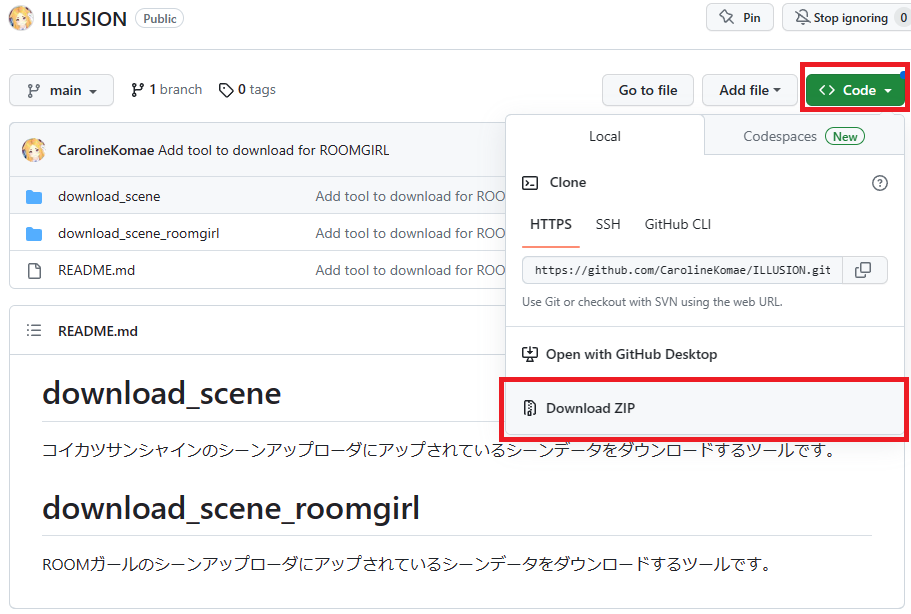 ILLUSION Public Pin Stop ignoring 0
main 1 branch 0 tags Go to file Add file Code
Local Codespaces New
CarolineKomae Add tool to download for ROOMGIRL
Clone
download_scene Add tool to download for ROO
HTTPS SSH GitHub CLI
download_scene_roomgirl Add tool to download for ROO
README.md Add tool to download for ROO
https://github.com/CarolineKomae/ILLUSION.git
Use Git or checkout with SVN using the web URL.
README.md
Open with GitHub Desktop
download_scene
Download ZIP
コイカツサンシャインのシーンアップローダにアップされているシーンデータをダウンロードするツールです。
download_scene_roomgirl
ROOMガールのシーンアップローダにアップされているシーンデータをダウンロードするツールです。